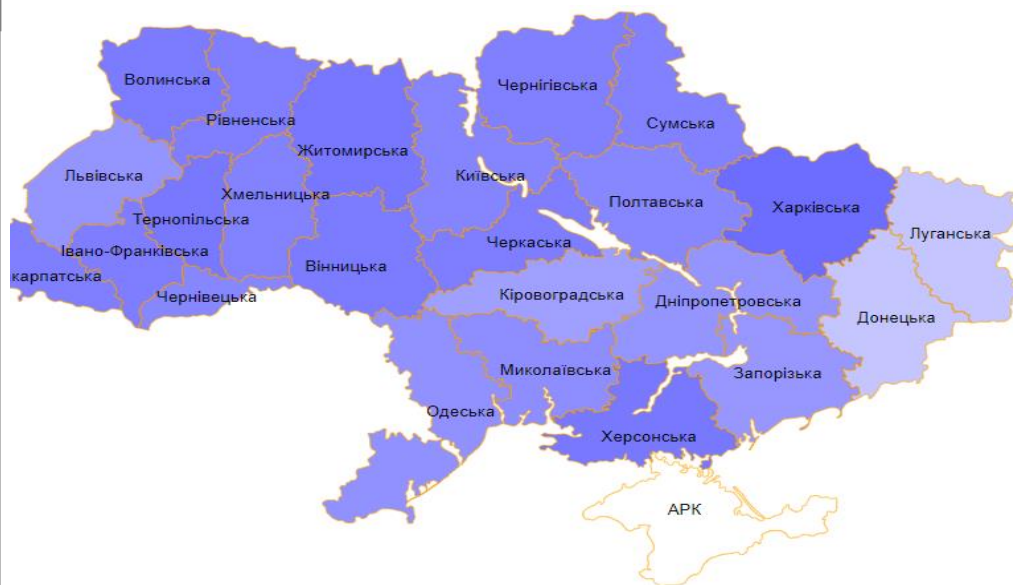 Волинська
Рівненська
Чернігівська
Сумська
Житомирська
Київська
Львівська
Хмельницька
Тернопільська
Полтавська
Харківська
Луганська
Івано-Франківська
Черкаська
Вінницька
карпатська
Чернівецька
Кіровоградська
Дніпропетровська
Донецька
Миколаївська
Запорізька
Одеська
Херсонська
АРК